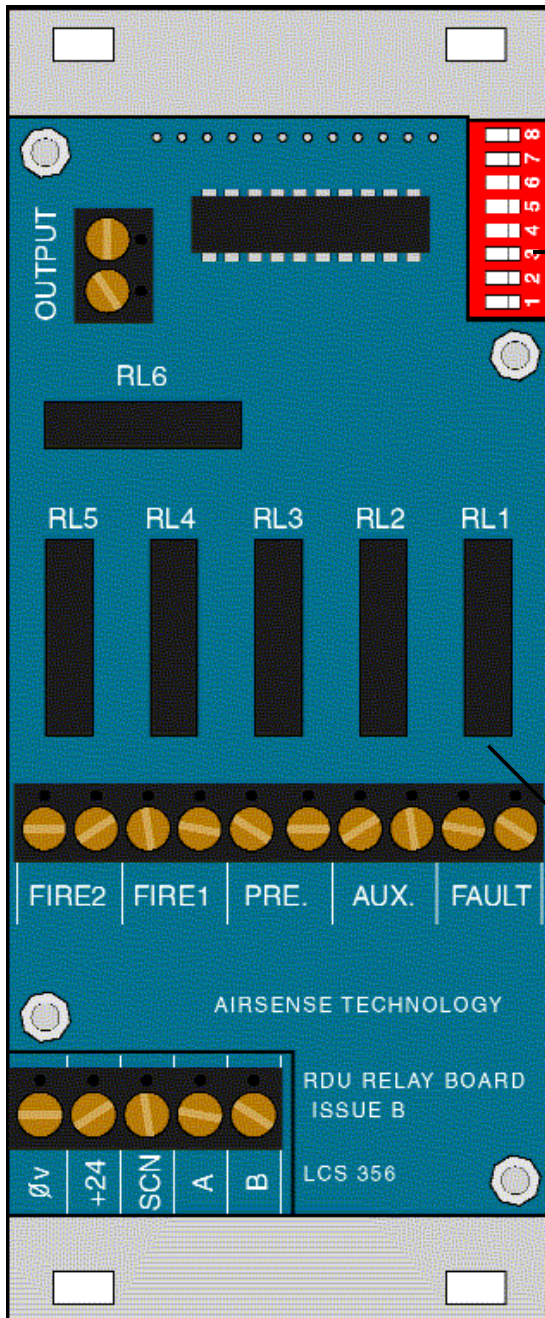 8
7
6
5
4
3
2
1
OUTPUT
RL6
RL5 RL4 RL3 RL2 RL1
FIRE2 FIRE1 PRE. AUX. FAULT
AIRSENSE TECHNOLOGY
RDU RELAY BOARD
ISSUE B
LCS 356
Øv +24 SCN A B